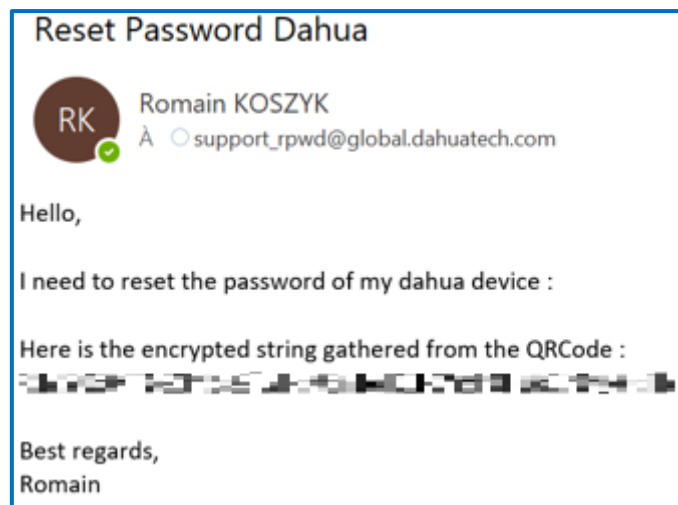 Reset Password Dahua
RK
Romain KOSZYK
À support_rpwd@global.dahuatech.com
Hello,
I need to reset the password of my dahua device :
Here is the encrypted string gathered from the QRCode :
Best regards,
Romain